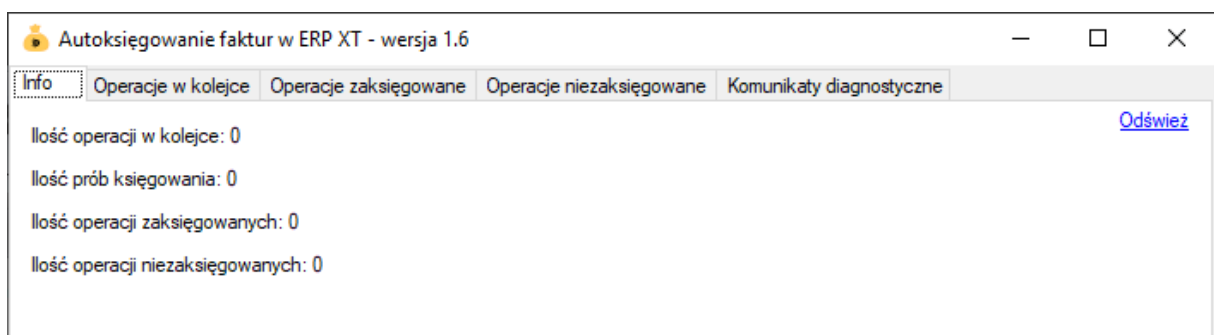 Autoksięgowanie faktur w ERP XT - wersja 1.6
Info Operacje w kolejce Operacje zaksięgowane Operacje niezaksięgowane Komunikaty diagnostyczne
Odśwież
Ilość operacji w kolejce: 0
Ilość prób księgowania: 0
Ilość operacji zaksięgowanych: 0
Ilość operacji niezaksięgowanych: 0